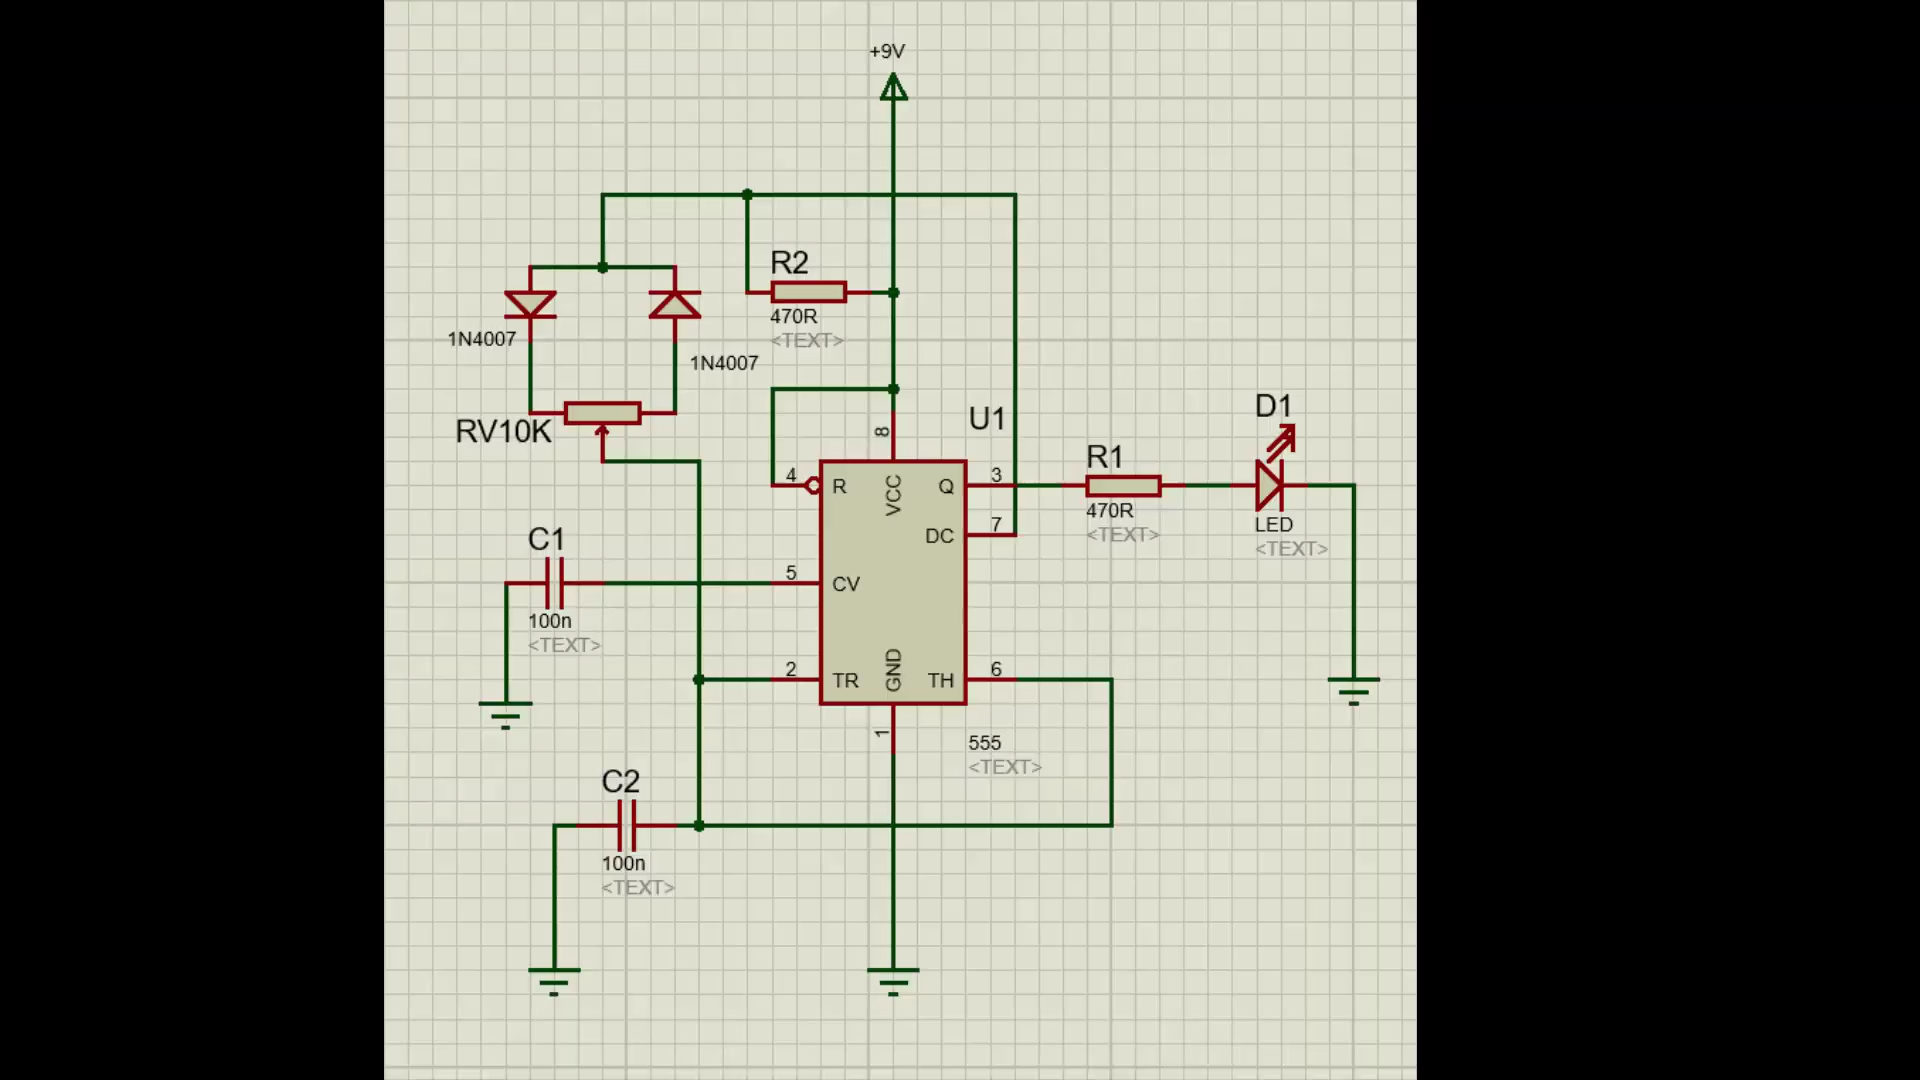 +9V
R2
470R
<TEXT>
1N4007
1N4007
RV10K
U1
D1
R1
470R
<TEXT>
LED
<TEXT>
8
4
R
VCC
Q
3
DC
7
C1
100n
<TEXT>
5
CV
2
TR
GND
TH
6
1
555
<TEXT>
C2
100n
<TEXT>